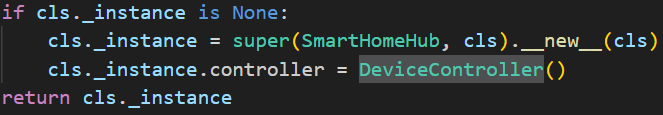 if cls._instance is None:
    cls._instance = super(SmartHomeHub, cls).__new__(cls)
    cls._instance.controller = DeviceController()
return cls._instance